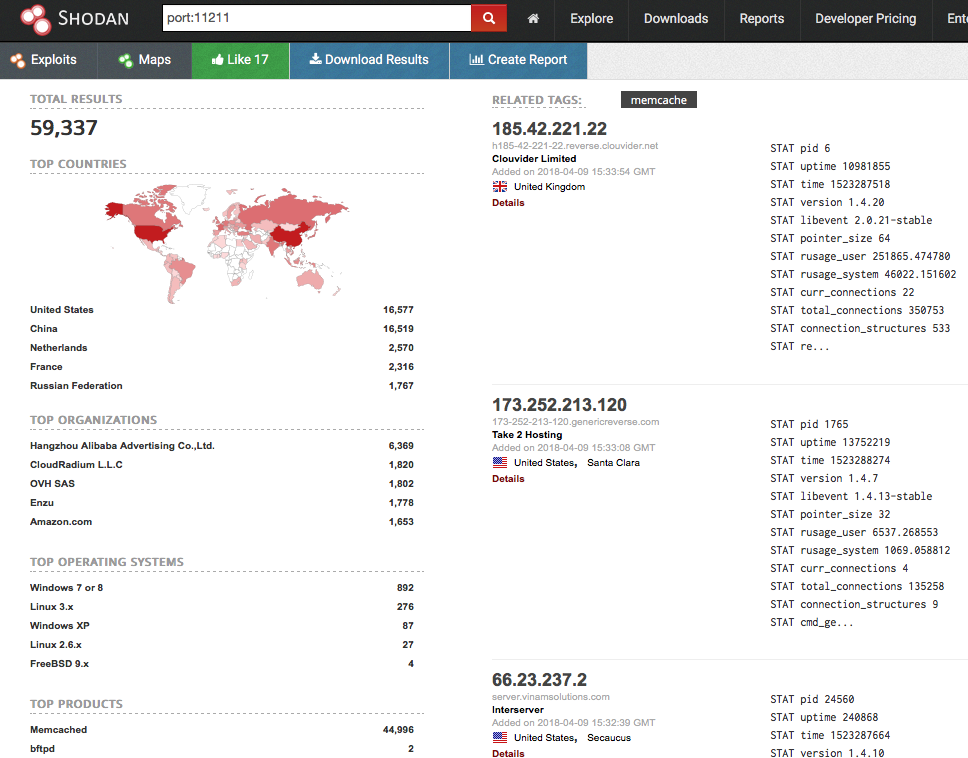 SHODAN
port:11211
Explore
Downloads
Reports
Developer Pricing
Ente
Exploits
Maps
Like 17
Download Results
Create Report
TOTAL RESULTS
59,337
TOP COUNTRIES
United States 16,577
China 16,519
Netherlands 2,570
France 2,316
Russian Federation 1,767
TOP ORGANIZATIONS
Hangzhou Alibaba Advertising Co.,Ltd. 6,369
CloudRadium L.L.C 1,820
OVH SAS 1,802
Enzu 1,778
Amazon.com 1,653
TOP OPERATING SYSTEMS
Windows 7 or 8 892
Linux 3.x 276
Windows XP 87
Linux 2.6.x 27
FreeBSD 9.x 4
TOP PRODUCTS
Memcached 44,996
bftpd 2
RELATED TAGS: memcache
185.42.221.22
h185-42-221-22.reverse.clouvider.net
Clouvider Limited
Added on 2018-04-09 15:33:54 GMT
United Kingdom
Details
STAT pid 6
STAT uptime 10981855
STAT time 1523287518
STAT version 1.4.20
STAT libevent 2.0.21-stable
STAT pointer_size 64
STAT rusage_user 251865.474780
STAT rusage_system 46022.151602
STAT curr_connections 22
STAT total_connections 350753
STAT connection_structures 533
STAT re...
173.252.213.120
173-252-213-120.genericreverse.com
Take 2 Hosting
Added on 2018-04-09 15:33:08 GMT
United States, Santa Clara
Details
STAT pid 1765
STAT uptime 13752219
STAT time 1523288274
STAT version 1.4.7
STAT libevent 1.4.13-stable
STAT pointer_size 32
STAT rusage_user 6537.268553
STAT rusage_system 1069.058812
STAT curr_connections 4
STAT total_connections 135258
STAT connection_structures 9
STAT cmd_ge...
66.23.237.2
server.vinamsolutions.com
Interserver
Added on 2018-04-09 15:32:39 GMT
United States, Secaucus
Details
STAT pid 24560
STAT uptime 240868
STAT time 1523287664
STAT version 1.4.10